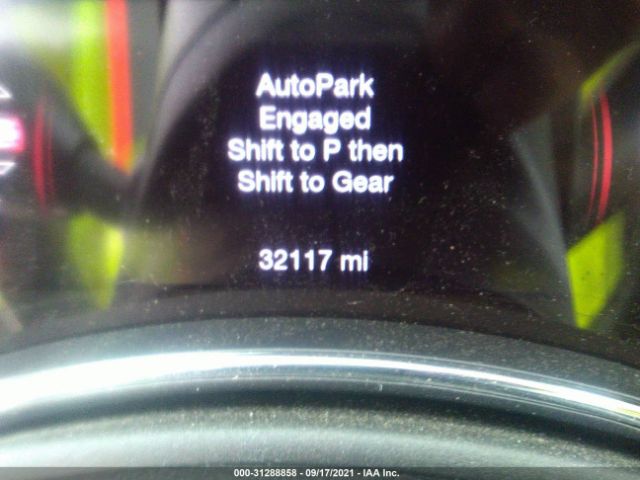 AutoPark
Engaged
Shift to P then
Shift to Gear
32117 mi
000-31288858 - 09/17/2021 - IAA Inc.